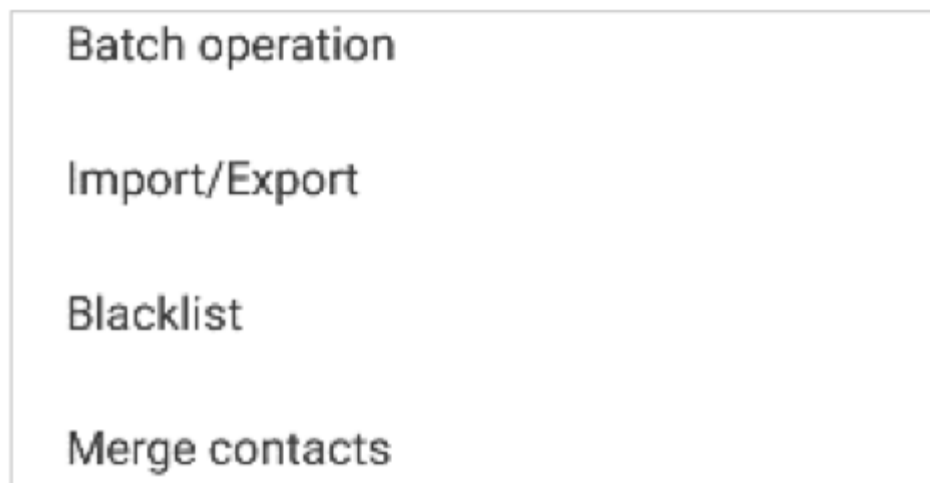 Batch operation
Import/Export
Blacklist
Merge contacts